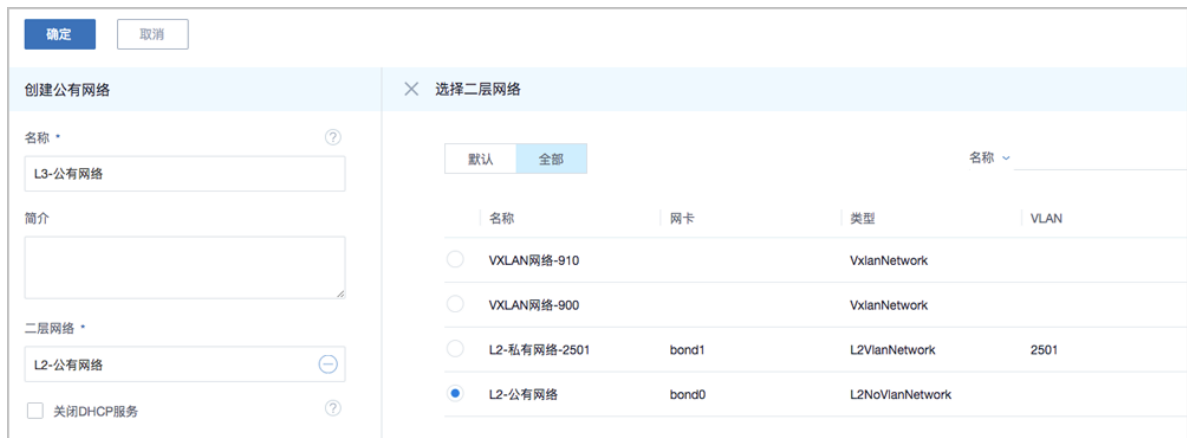 确定 取消
创建公有网络
名称 *
L3-公有网络
简介
二层网络 *
L2-公有网络
关闭DHCP服务
选择二层网络
默认 全部 名称
名称 网卡 类型 VLAN
VXLAN网络-910 VxlanNetwork
VXLAN网络-900 VxlanNetwork
L2-私有网络-2501 bond1 L2VlanNetwork 2501
L2-公有网络 bond0 L2NoVlanNetwork